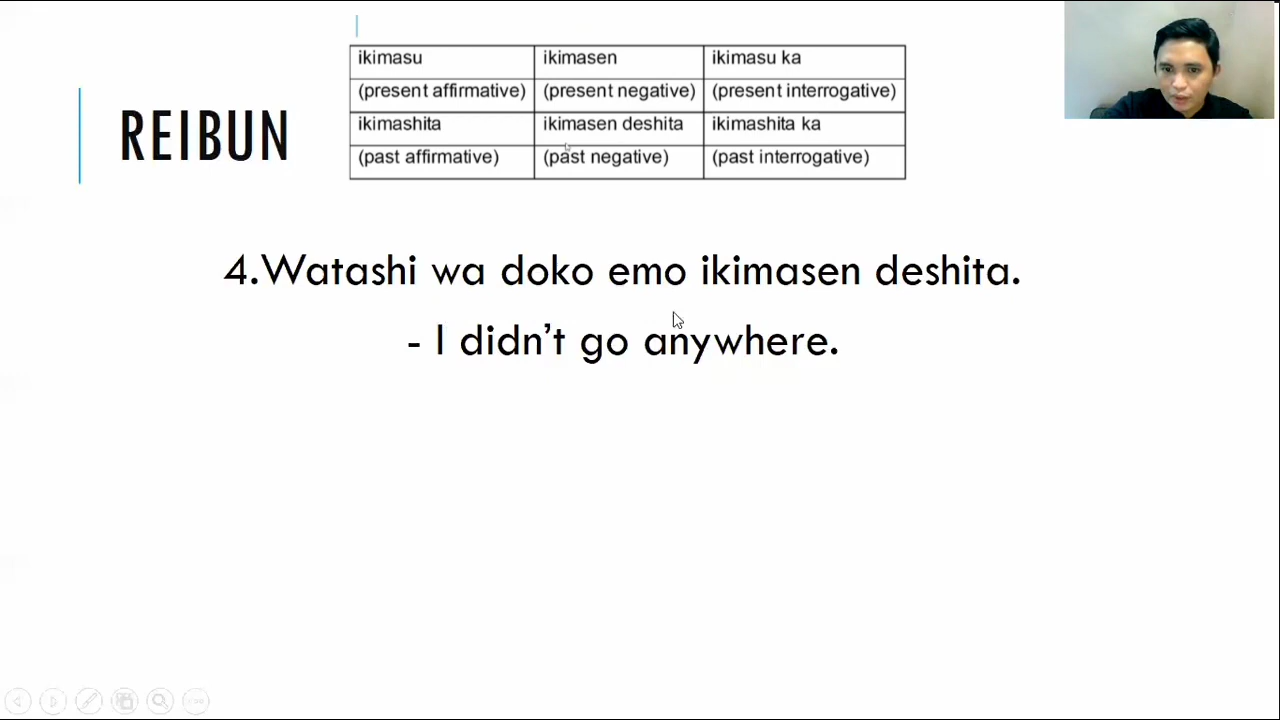 ikimasu ikimasen ikimasu ka
(present affirmative) (present negative) (present interrogative)
ikimashita ikimasen deshita ikimashita ka
(past affirmative) (past negative) (past interrogative)
REIBUN
4.Watashi wa doko emo ikimasen deshita.
- I didn't go anywhere.